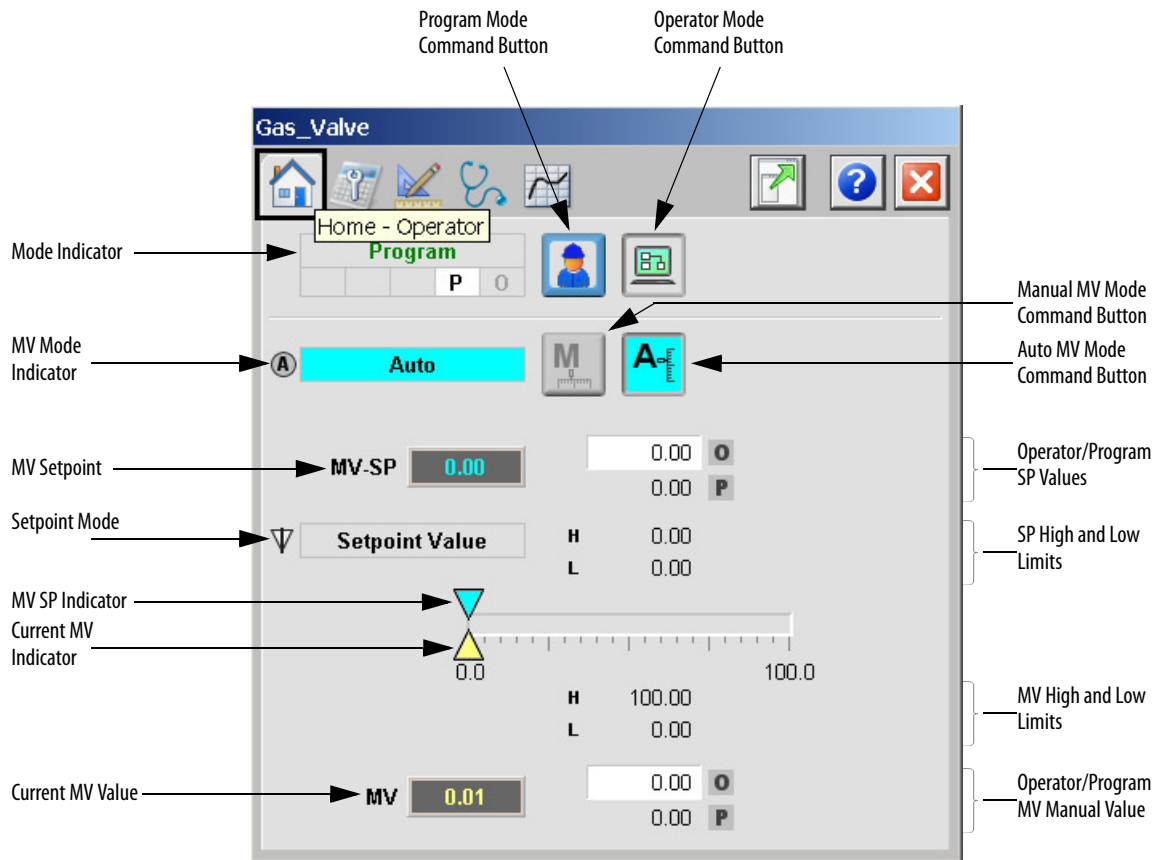 Program Mode
Command Button
Operator Mode
Command Button
Gas_Valve
Home - Operator
Mode Indicator
Program
P O
Manual MV Mode
Command Button
MV Mode
Indicator
A
Auto
M
A
Auto MV Mode
Command Button
MV Setpoint
MV-SP
0.00
0.00 O
0.00 P
Operator/Program
SP Values
Setpoint Mode
Setpoint Value
H 0.00
L 0.00
SP High and Low
Limits
MV SP Indicator
Current MV
Indicator
0.0
100.0
H 100.00
L 0.00
MV High and Low
Limits
Current MV Value
MV
0.01
0.00 O
0.00 P
Operator/Program
MV Manual Value